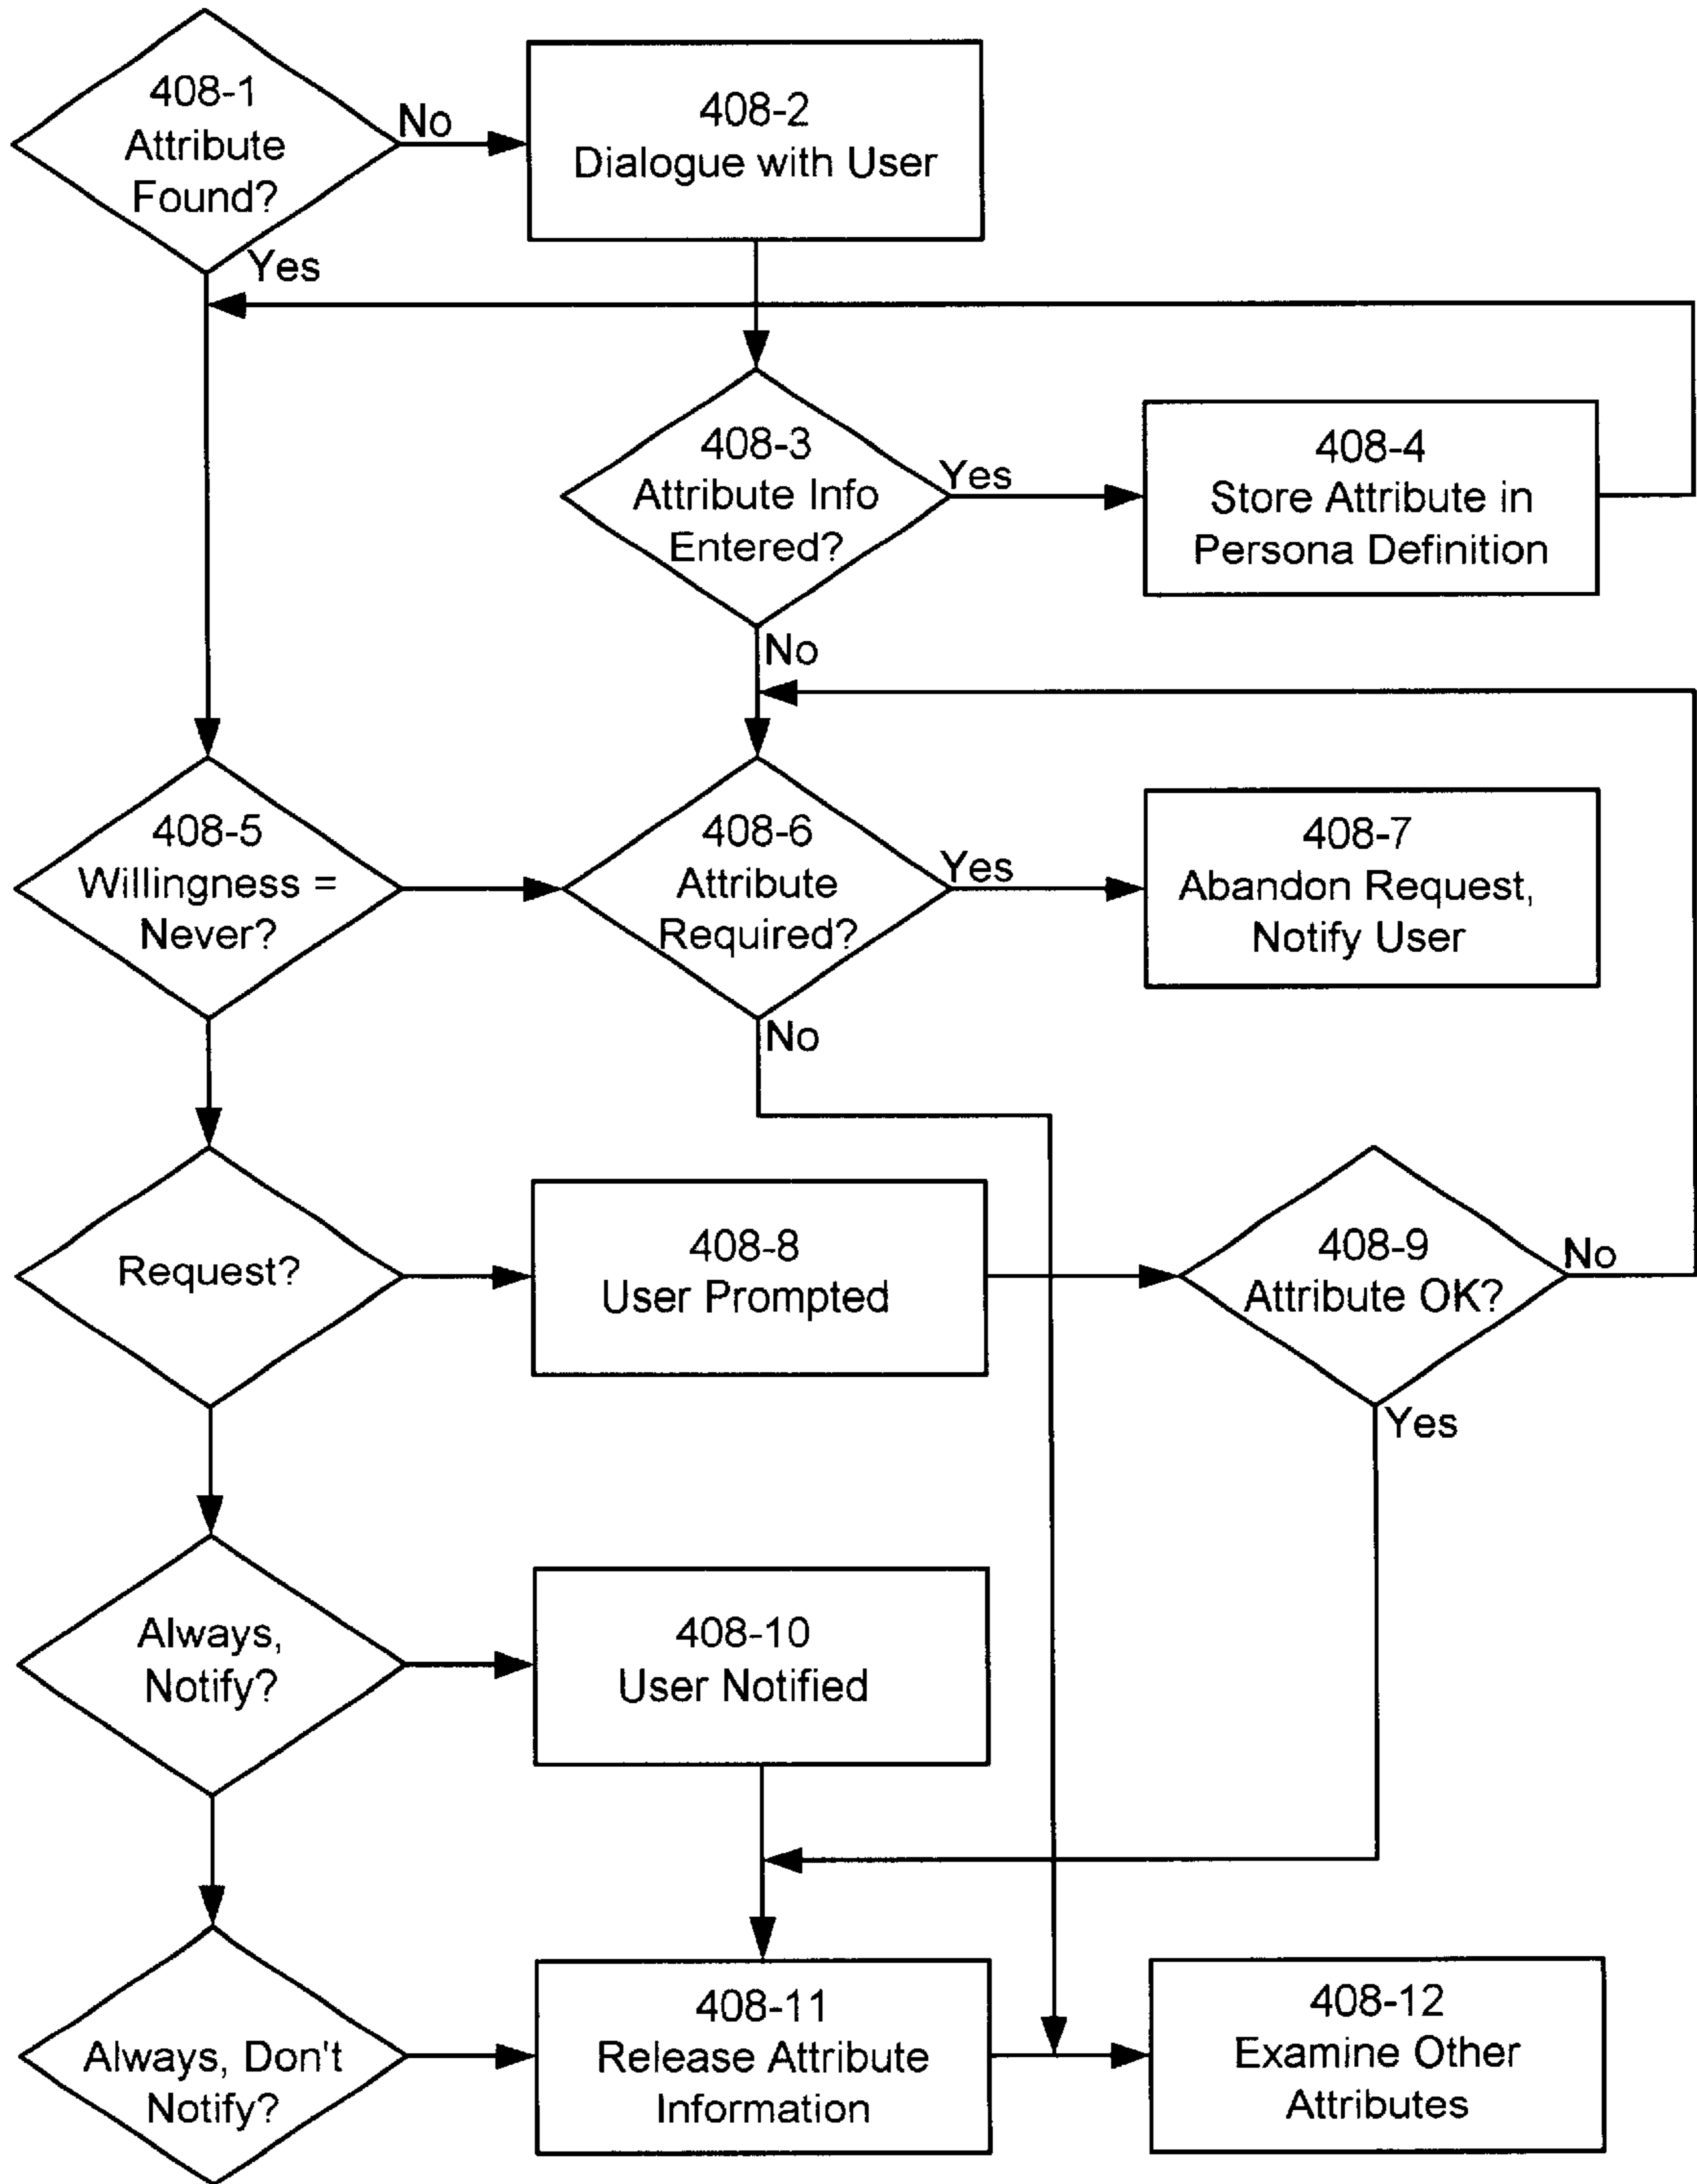 408-1
Attribute
Found?
No
408-2
Dialogue with User
Yes
408-3
Attribute Info
Entered?
Yes
408-4
Store Attribute in
Persona Definition
No
408-5
Willingness =
Never?
408-6
Attribute
Required?
Yes
408-7
Abandon Request,
Notify User
No
Request?
408-8
User Prompted
408-9
Attribute OK?
No
Yes
Always,
Notify?
408-10
User Notified
Always, Don't
Notify?
408-11
Release Attribute
Information
408-12
Examine Other
Attributes